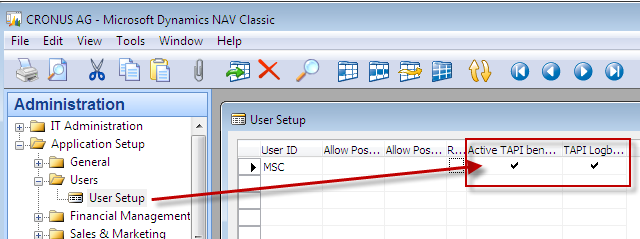 CRONUS AG - Microsoft Dynamics NAV Classic
File Edit View Tools Window Help
Administration
IT Administration
Application Setup
General
Users
User Setup
Financial Management
Sales & Marketing
User Setup
User ID Allow Pos... Allow Pos... R... Active TAPI ben... TAPI Logb...
MSC